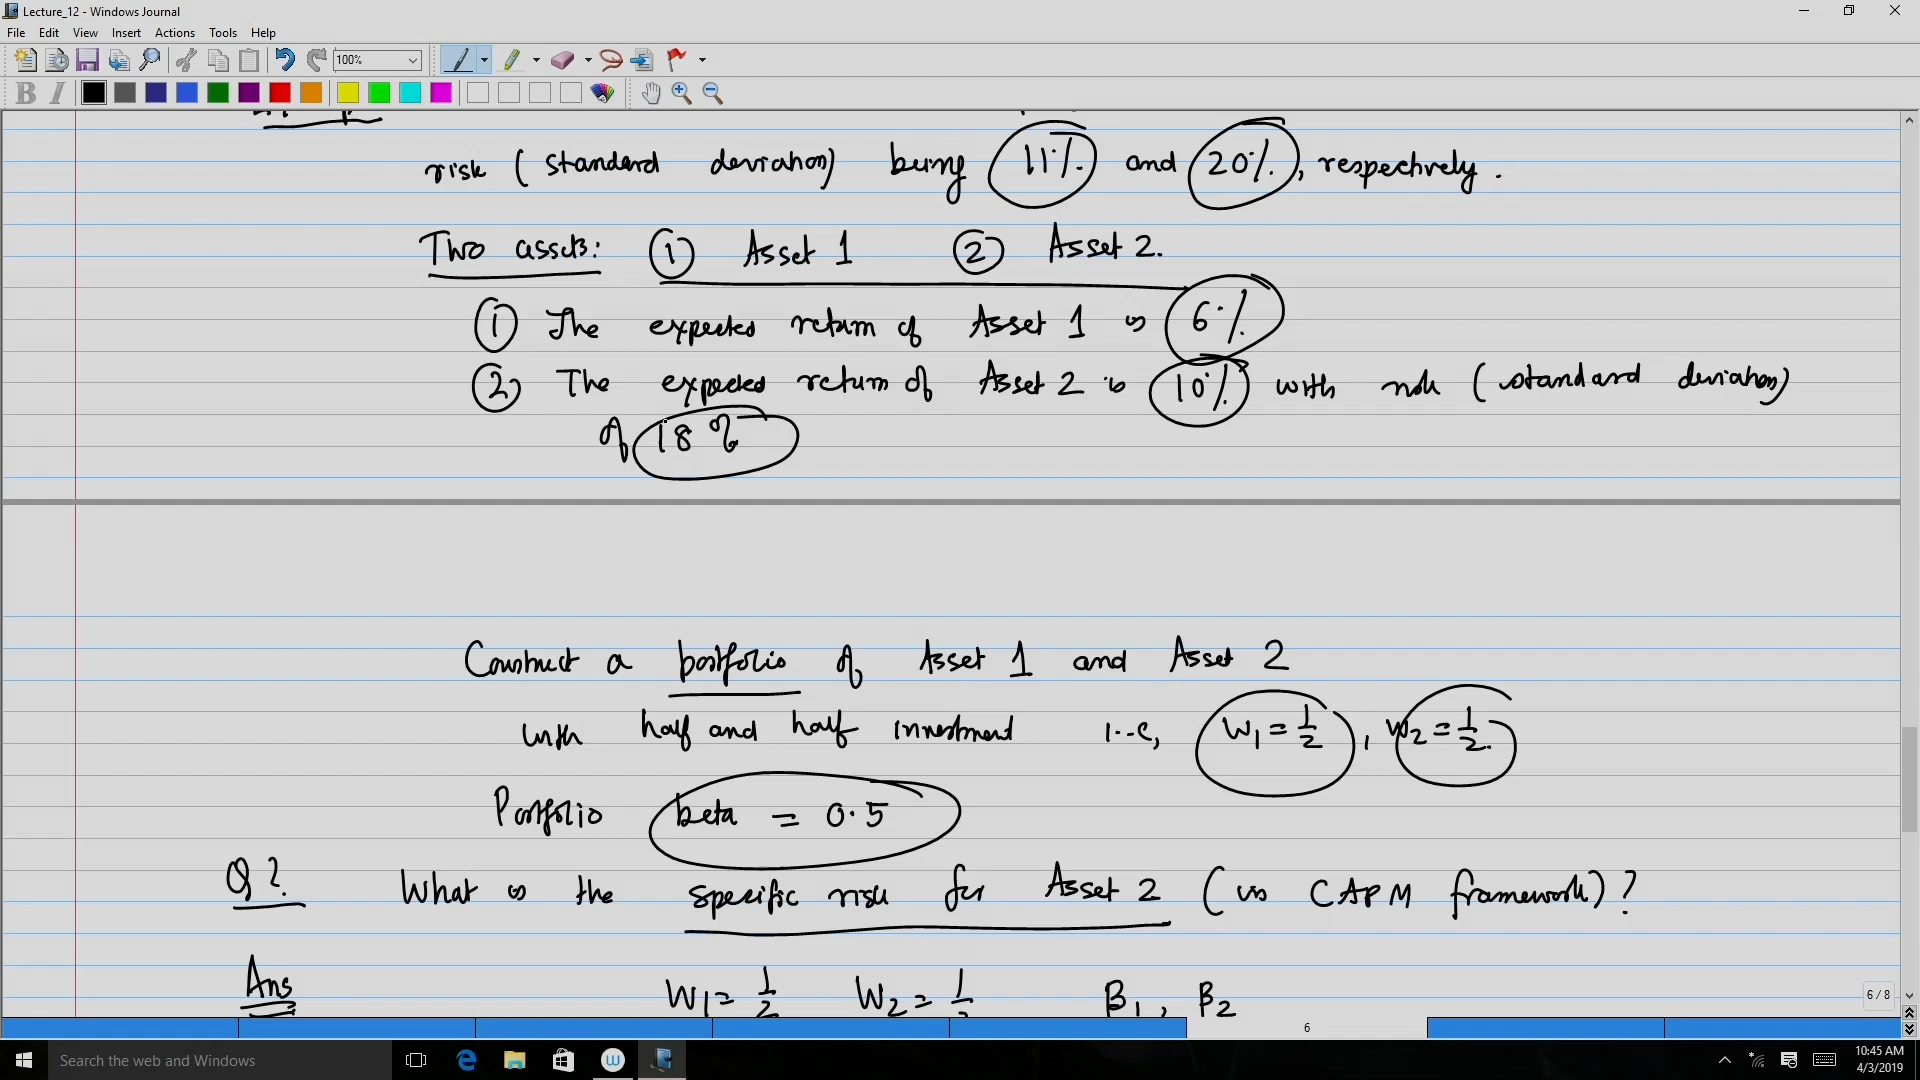 Lecture_12 - Windows Journal
File Edit View Insert Actions Tools Help
100%
B I
risk (standard deviation) being 11% and 20%, respectively.
Two assets: ① Asset 1 ② Asset 2.
① The expected return of Asset 1 is 6%
② The expected return of Asset 2 is 10% with risk (standard deviation)
of 18%
Construct a portfolio of Asset 1 and Asset 2
with half and half investment i.e, W1 = 1/2, W2 = 1/2.
Portfolio beta = 0.5
Q?. What is the specific risk for Asset 2 (in CAPM framework)?
Ans W1 = 1/2 W2 = 1/2 β1, β2
6 / 8
6
Search the web and Windows
10:45 AM
4/3/2019